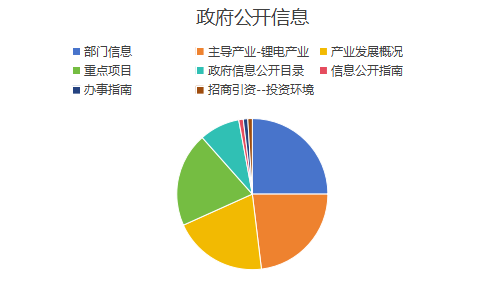 政府公开信息
部门信息 主导产业-锂电产业 产业发展概况
重点项目 政府信息公开目录 信息公开指南
办事指南 招商引资--投资环境